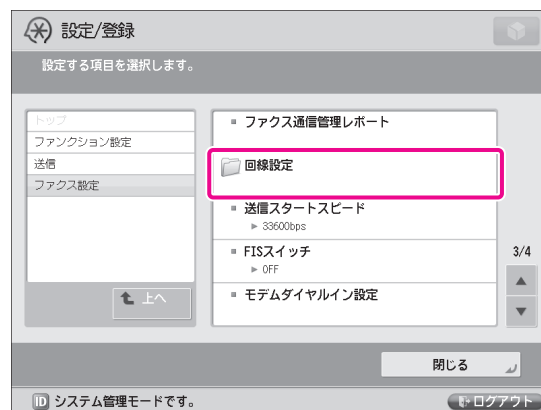 設定/登録
設定する項目を選択します。
トップ
ファンクション設定
送信
ファクス設定
上へ
ファクス通信管理レポート
回線設定
送信スタートスピード
33600bps
FISスイッチ
OFF
モデムダイヤルイン設定
3/4
閉じる
ID システム管理モードです。
ログアウト